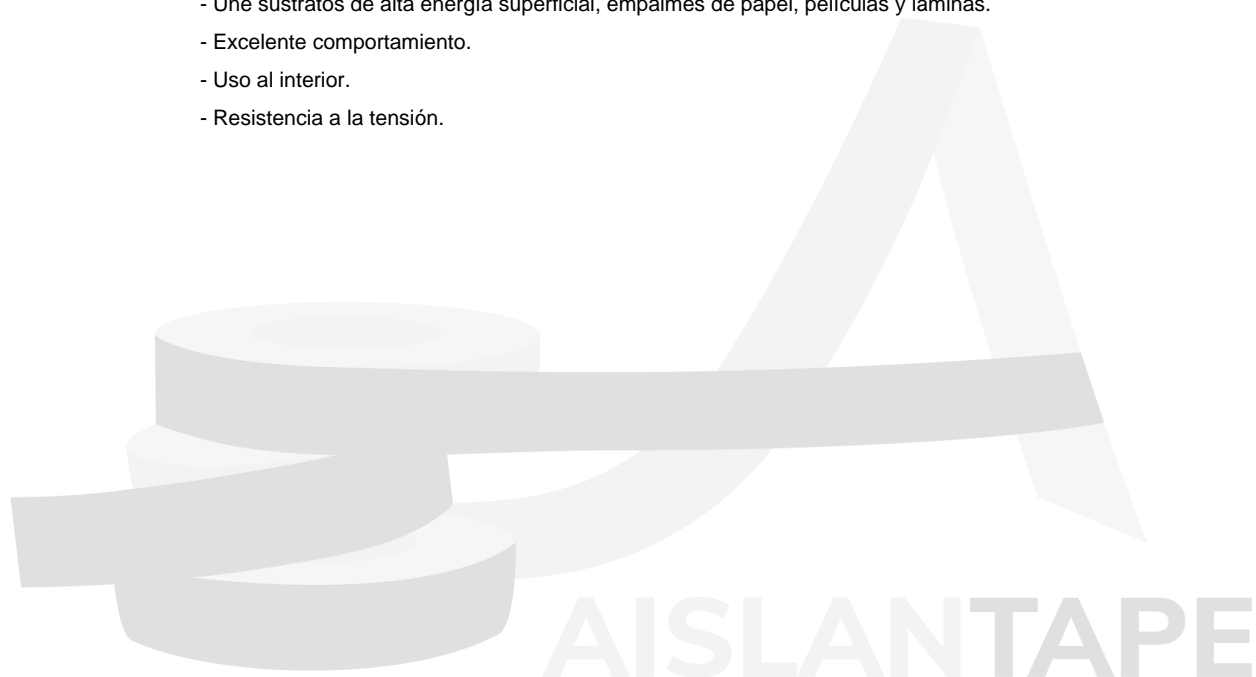 - Une sustratos de alta energía superficial, empalmes de papel, películas y láminas.
- Excelente comportamiento.
- Uso al interior.
- Resistencia a la tensión.
AISLANTAPE